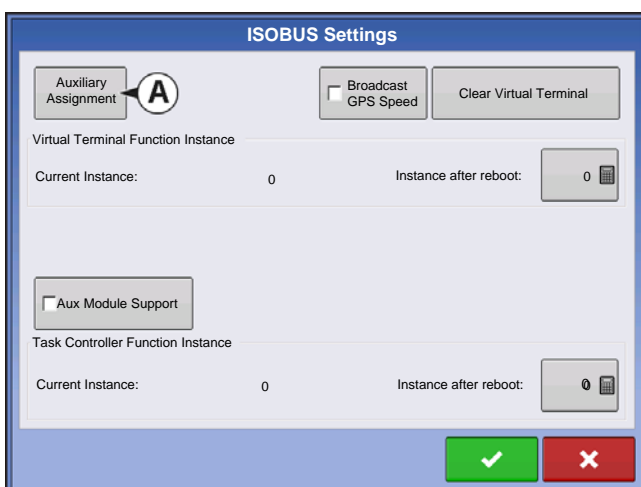 ISOBUS Settings
Auxiliary
Assignment
A
Broadcast
GPS Speed
Clear Virtual Terminal
Virtual Terminal Function Instance
Current Instance:
0
Instance after reboot:
0
Aux Module Support
Task Controller Function Instance
Current Instance:
0
Instance after reboot:
0